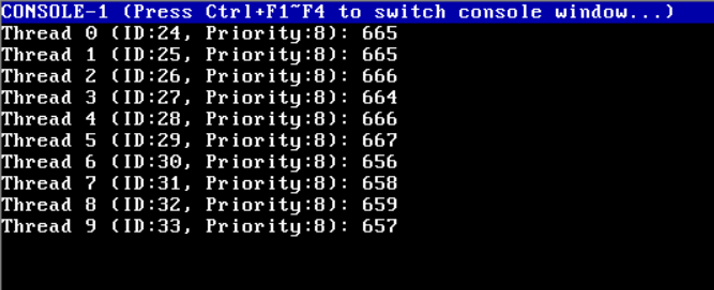 CONSOLE-1 (Press Ctrl+F1~F4 to switch console window...)
Thread 0 (ID:24, Priority:8): 665
Thread 1 (ID:25, Priority:8): 665
Thread 2 (ID:26, Priority:8): 666
Thread 3 (ID:27, Priority:8): 664
Thread 4 (ID:28, Priority:8): 666
Thread 5 (ID:29, Priority:8): 667
Thread 6 (ID:30, Priority:8): 656
Thread 7 (ID:31, Priority:8): 658
Thread 8 (ID:32, Priority:8): 659
Thread 9 (ID:33, Priority:8): 657